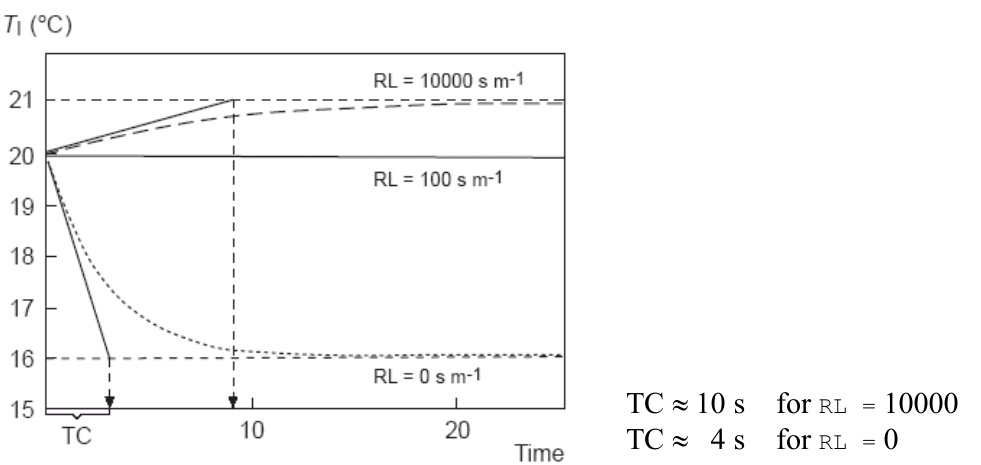 Tl (°C)
RL = 10000 s m-1
21
20
RL = 100 s m-1
19
18
17
16
RL = 0 s m-1
15
TC
10
20
Time
TC ≈ 10 s for RL = 10000
TC ≈ 4 s for RL = 0